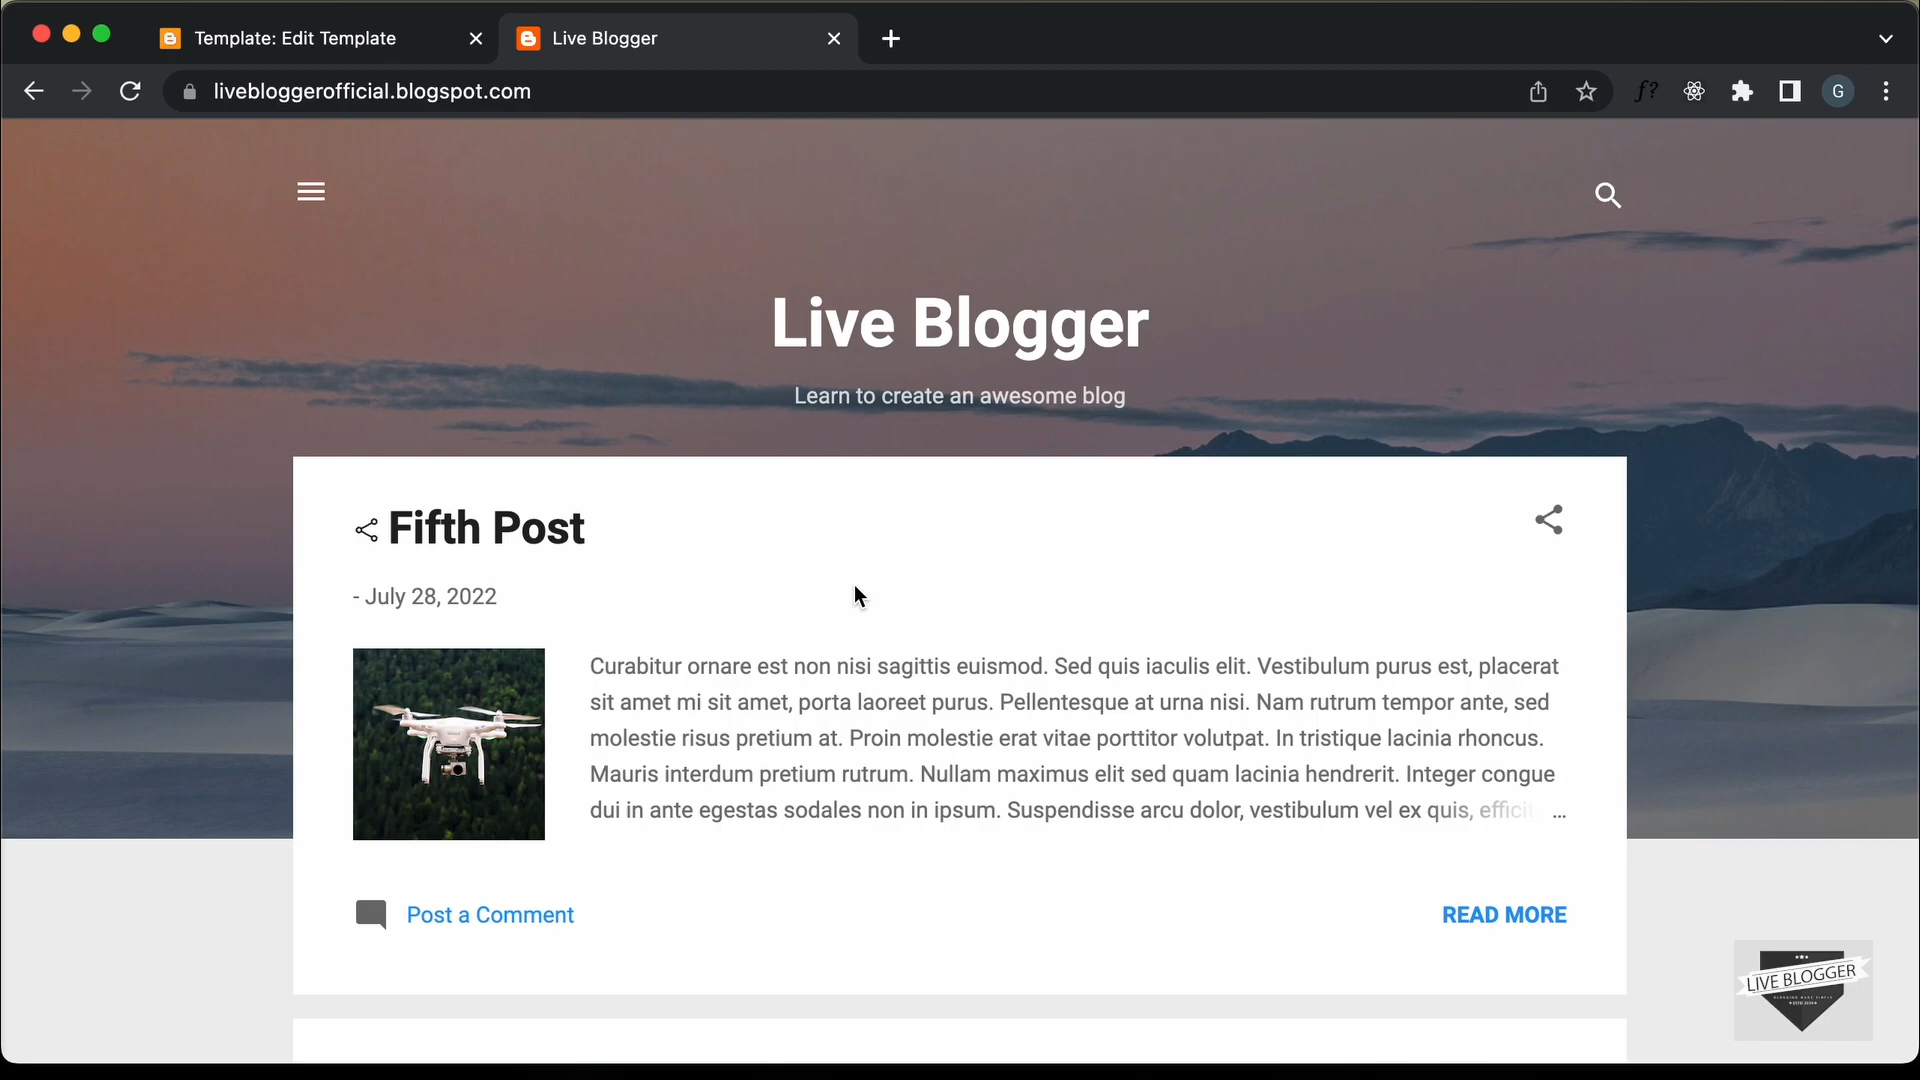 Template: Edit Template
Live Blogger
livebloggerofficial.blogspot.com
f?
G
Live Blogger
Learn to create an awesome blog
Fifth Post
- July 28, 2022
Curabitur ornare est non nisi sagittis euismod. Sed quis iaculis elit. Vestibulum purus est, placerat
sit amet mi sit amet, porta laoreet purus. Pellentesque at urna nisi. Nam rutrum tempor ante, sed
molestie risus pretium at. Proin molestie erat vitae porttitor volutpat. In tristique lacinia rhoncus.
Mauris interdum pretium rutrum. Nullam maximus elit sed quam lacinia hendrerit. Integer congue
dui in ante egestas sodales non in ipsum. Suspendisse arcu dolor, vestibulum vel ex quis, efficit ...
Post a Comment
READ MORE
LIVE BLOGGER